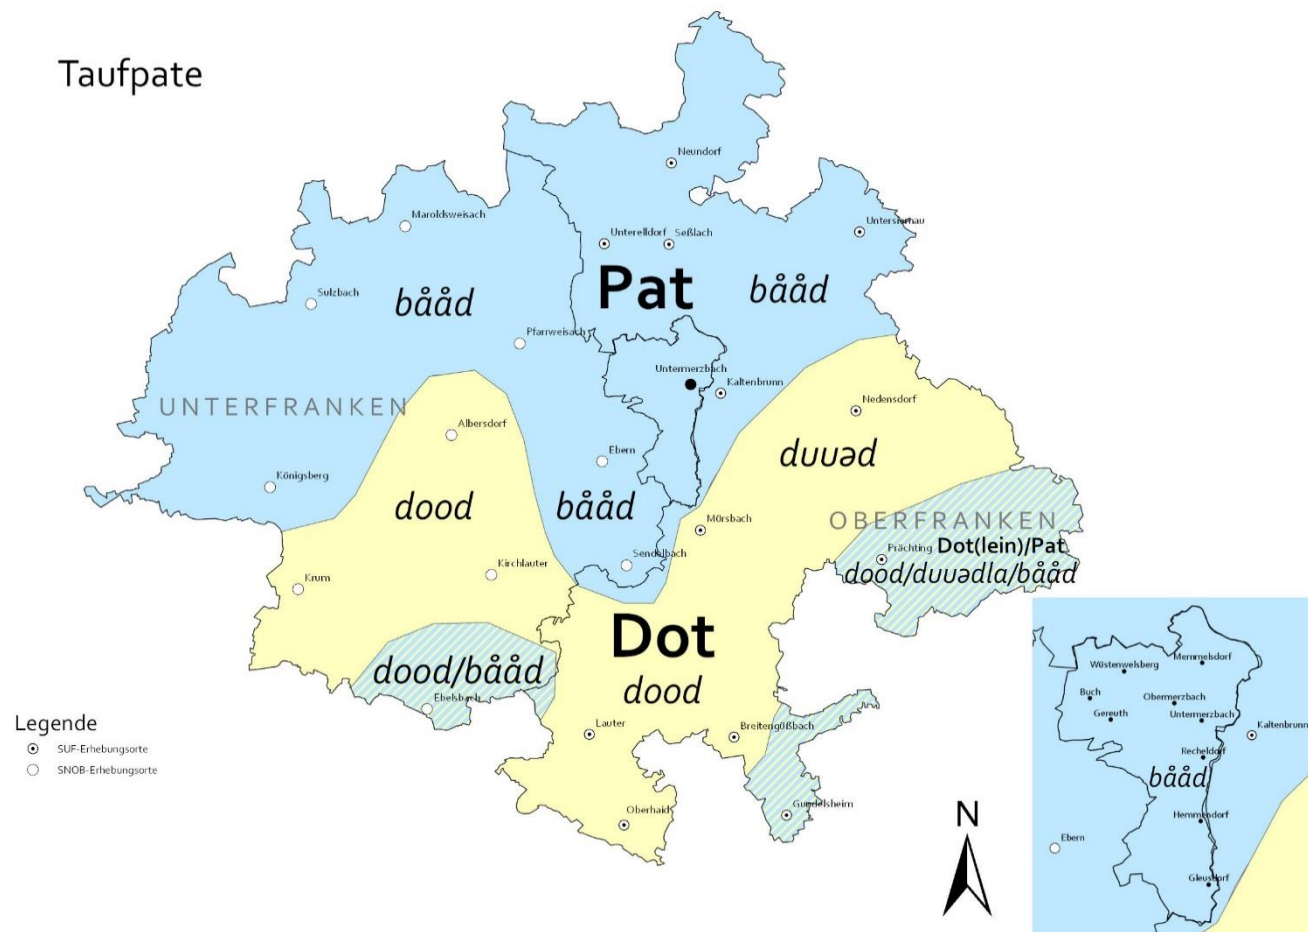 Taufpate
Neundorf
Maroldsweisach
Untersiemau
Unterelldorf
Seßlach
Pat
bååd
bååd
Sulzbach
Pfarrweisach
Untermerzbach
Kaltenbrunn
UNTERFRANKEN
Nedensdorf
Albersdorf
duuəd
Ebern
Königsberg
dood
bååd
Mürsbach
OBERFRANKEN
Prächting Dot(lein)/Pat
dood/duuədla/bååd
Sendelbach
Kirchlauter
Krum
Dot
dood
dood/bååd
Ebelsbach
Lauter
Breitengüßbach
Oberhaid
Gundelsheim
Legende
SUF-Erhebungsorte
SNOB-Erhebungsorte
N
Memmelsdorf
Wüstenwelsberg
Buch
Obermerzbach
Gereuth
Untermerzbach
Kaltenbrunn
Recheldorf
bååd
Hemmendorf
Ebern
Gleusdorf